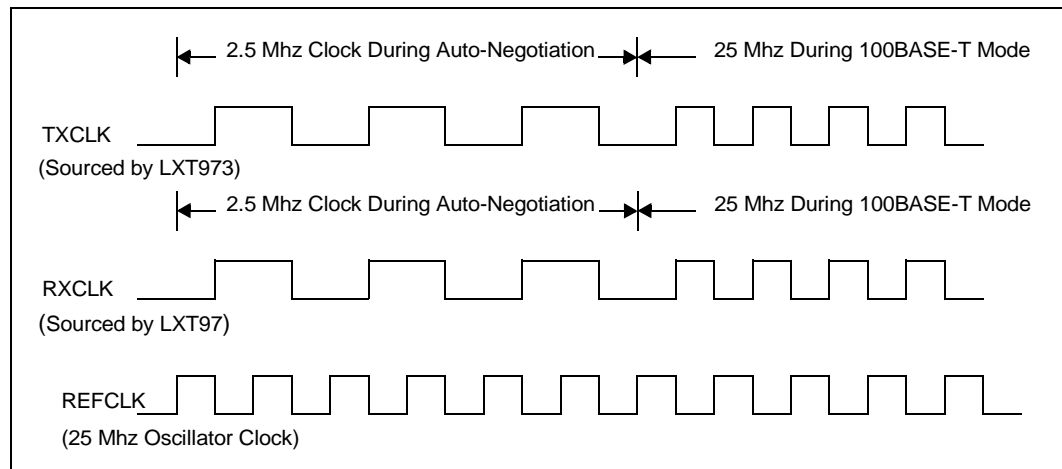 2.5 Mhz Clock During Auto-Negotiation 25 Mhz During 100BASE-T Mode
TXCLK
(Sourced by LXT973)
2.5 Mhz Clock During Auto-Negotiation 25 Mhz During 100BASE-T Mode
RXCLK
(Sourced by LXT97)
REFCLK
(25 Mhz Oscillator Clock)